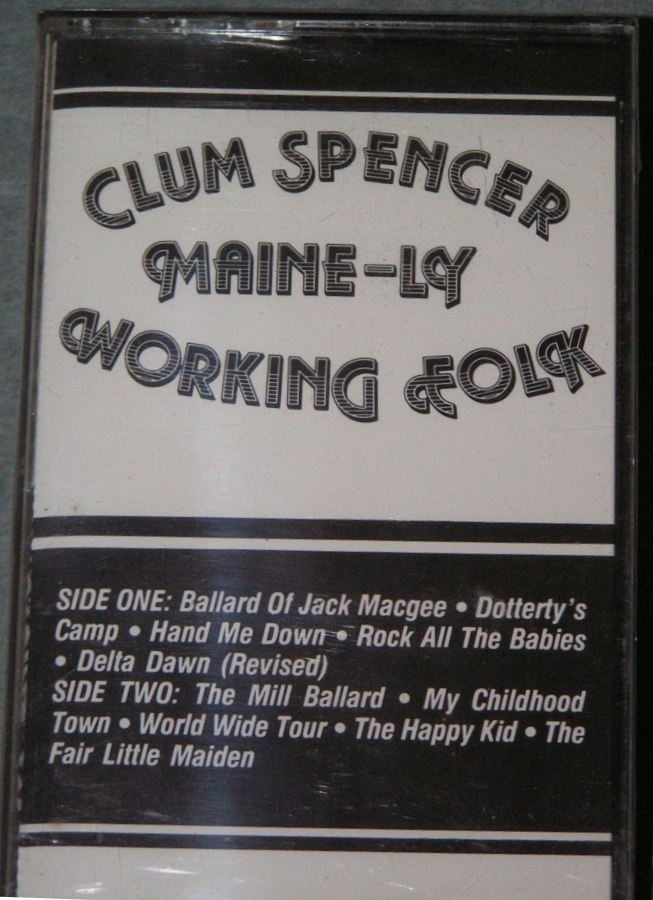 CLUM SPENCER
MAINE-LY
WORKING FOLK
SIDE ONE: Ballard Of Jack Macgee • Dotterty's
Camp • Hand Me Down • Rock All The Babies
• Delta Dawn (Revised)
SIDE TWO: The Mill Ballard • My Childhood
Town • World Wide Tour • The Happy Kid • The
Fair Little Maiden